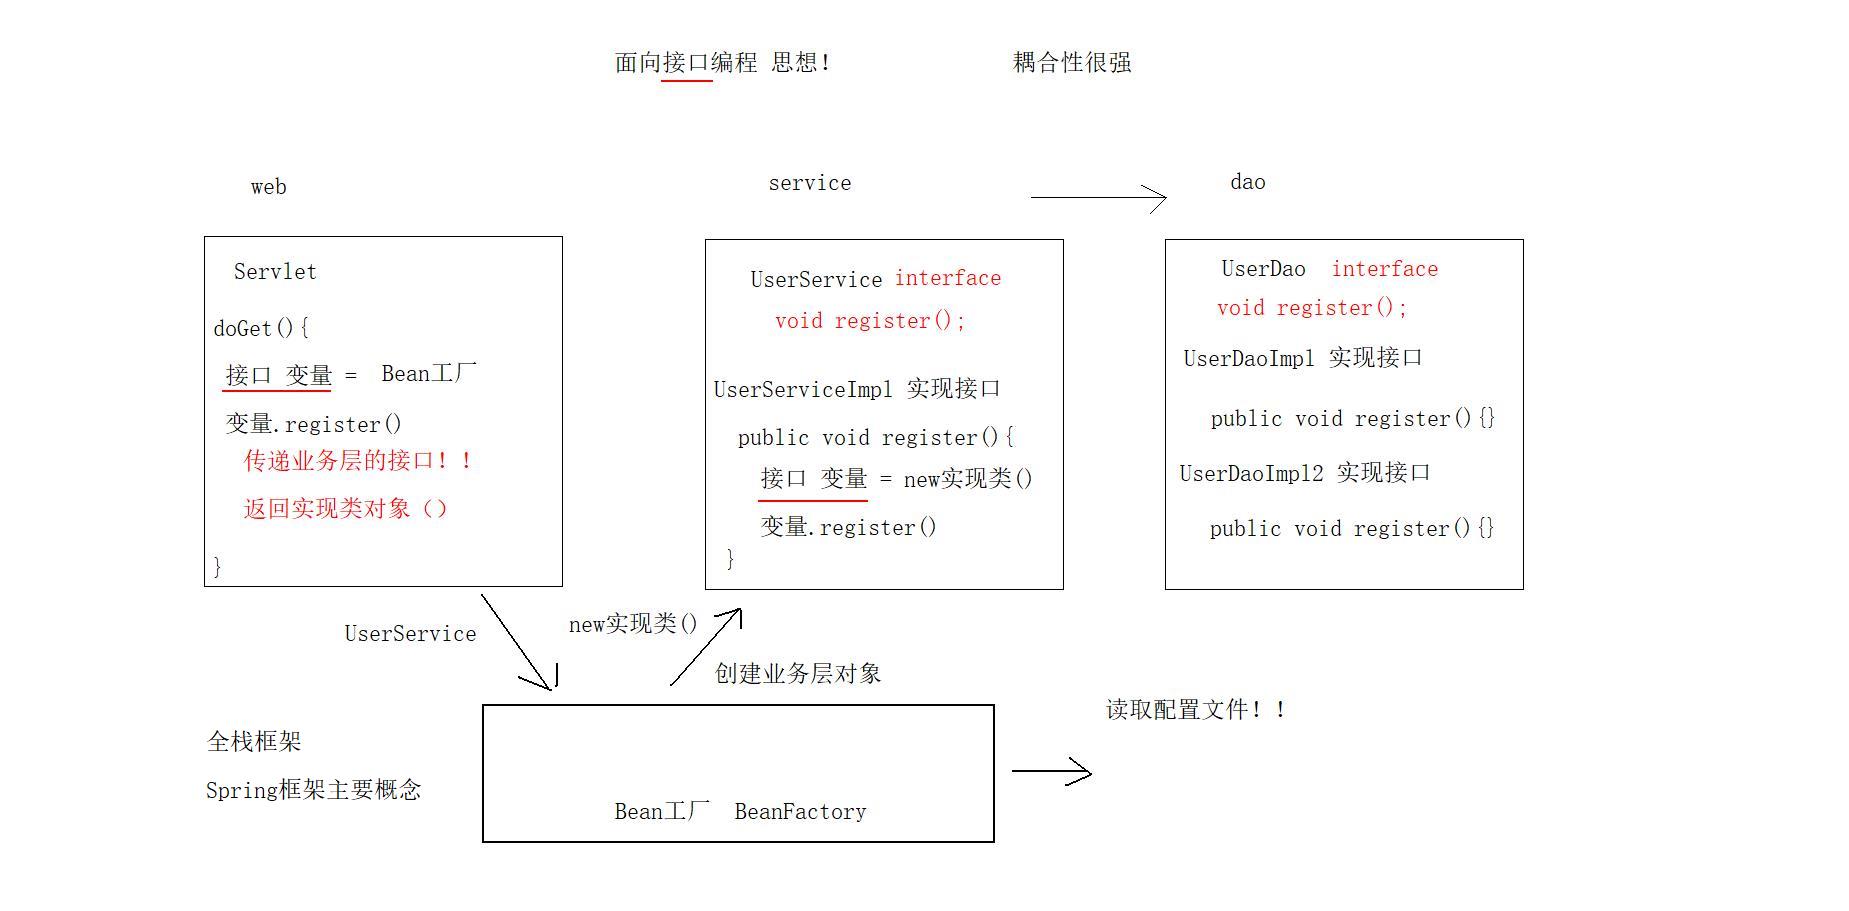 面向接口编程 思想！
耦合性很强
web
service
dao
Servlet
doGet(){
接口 变量 = Bean工厂
变量.register()
传递业务层的接口！！
返回实现类对象（）
}
UserService interface
void register();
UserServiceImpl 实现接口
public void register(){
接口 变量 = new实现类()
变量.register()
}
UserDao interface
void register();
UserDaoImpl 实现接口
public void register(){}
UserDaoImpl2 实现接口
public void register(){}
UserService
new实现类()
创建业务层对象
读取配置文件！！
全栈框架
Spring框架主要概念
Bean工厂 BeanFactory